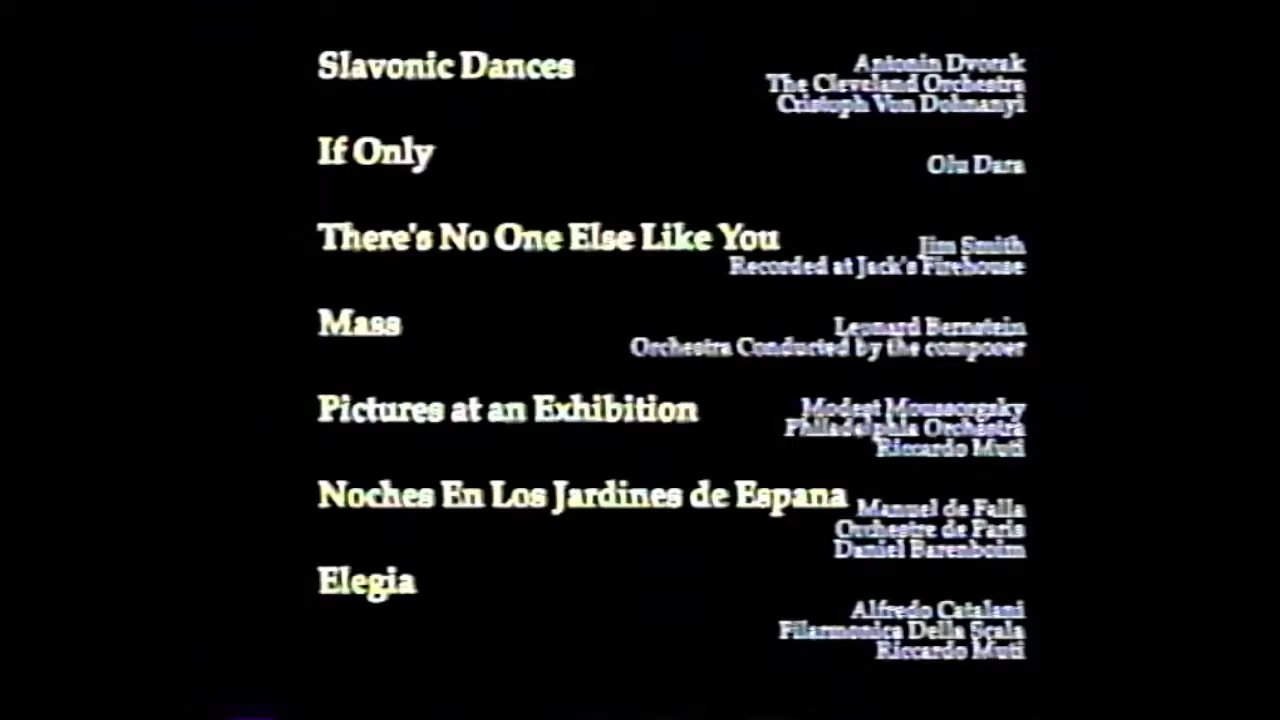 Slavonic Dances
Antonin Dvorak
The Cleveland Orchestra
Cristoph Von Dohnanyi
If Only
Olu Dara
There's No One Else Like You
Jim Smith
Recorded at Jack's Firehouse
Mass
Leonard Bernstein
Orchestra Conducted by the composer
Pictures at an Exhibition
Modest Moussorgsky
Philadelphia Orchestra
Riccardo Muti
Noches En Los Jardines de Espana
Manuel de Falla
Orchestre de Paris
Daniel Barenboim
Elegia
Alfredo Catalani
Filarmonica Della Scala
Riccardo Muti